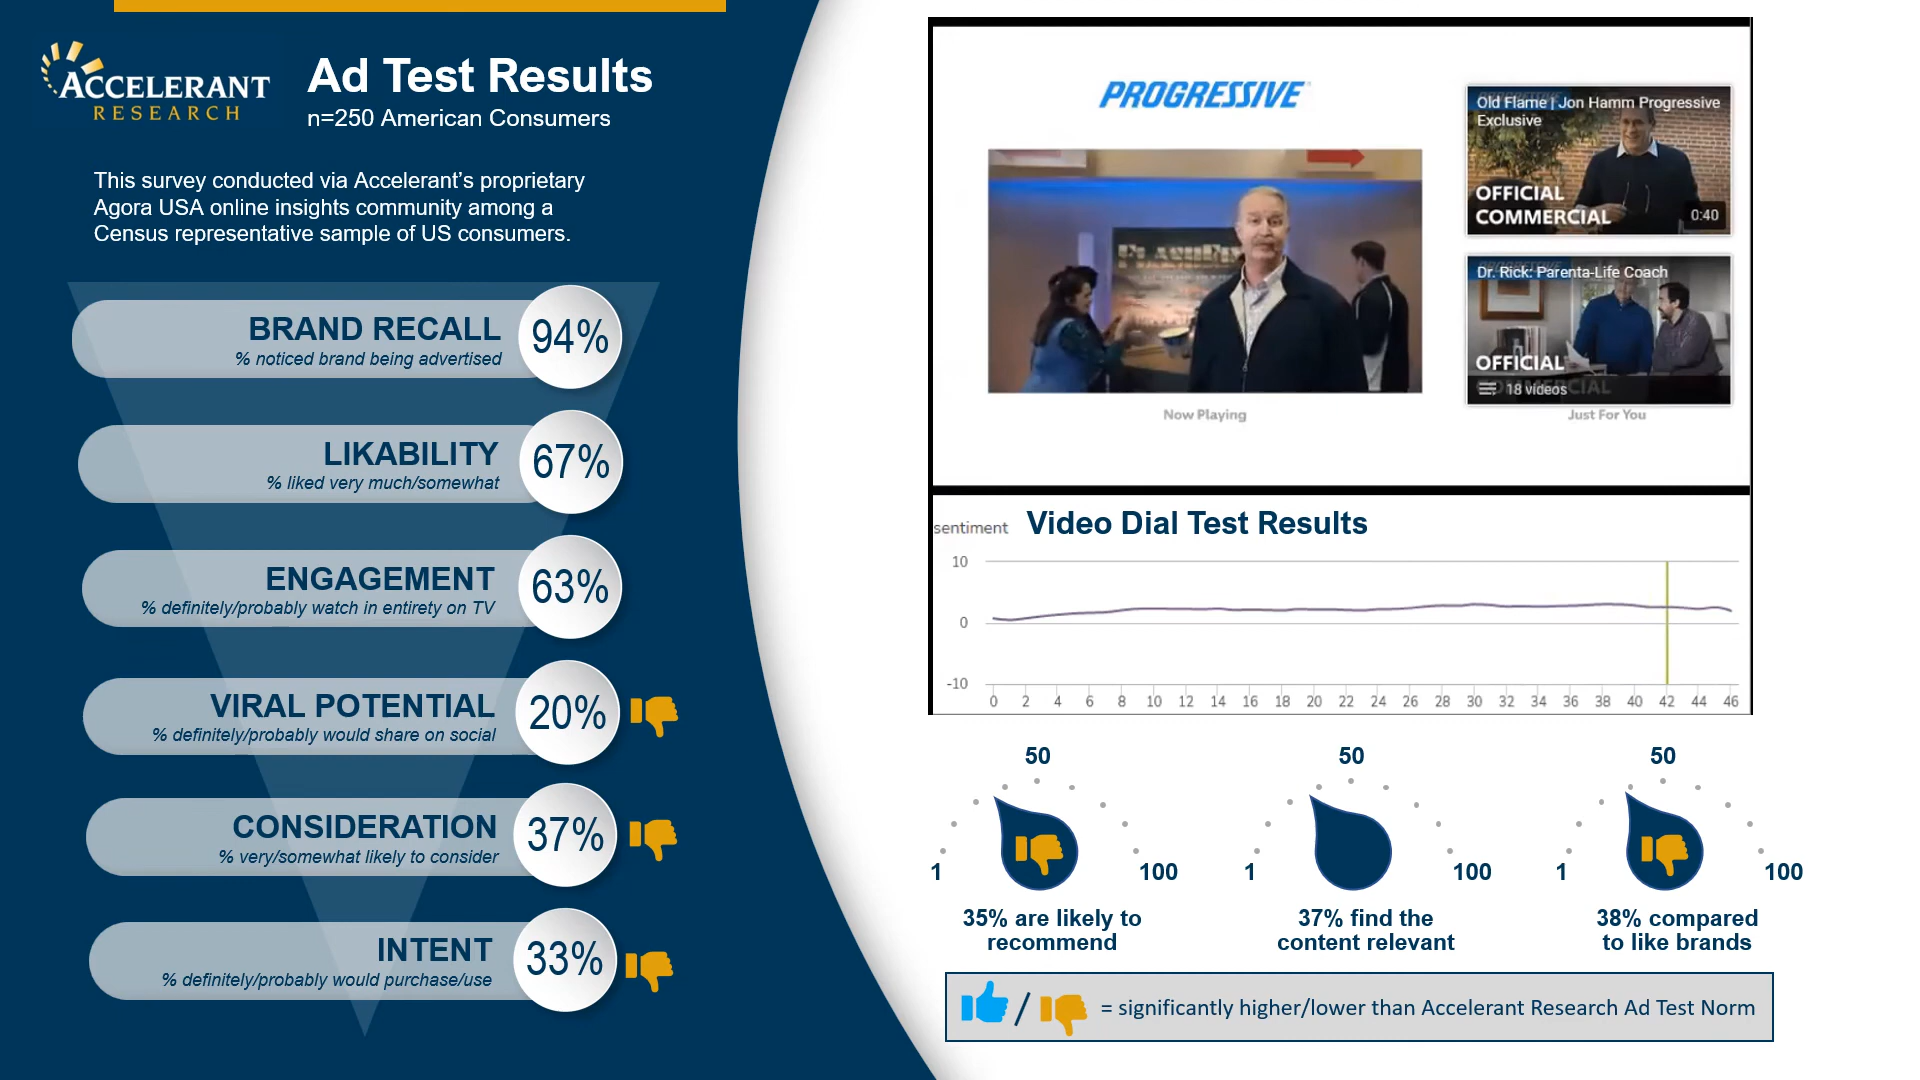 ACCELERANT
RESEARCH
Ad Test Results
n=250 American Consumers
This survey conducted via Accelerant's proprietary
Agora USA online insights community among a
Census representative sample of US consumers.
BRAND RECALL
% noticed brand being advertised
94%
LIKABILITY
% liked very much/somewhat
67%
ENGAGEMENT
% definitely/probably watch in entirety on TV
63%
VIRAL POTENTIAL
% definitely/probably would share on social
20%
CONSIDERATION
% very/somewhat likely to consider
37%
INTENT
% definitely/probably would purchase/use
33%
PROGRESSIVE
Now Playing
Old Flame | Jon Hamm Progressive
Exclusive
OFFICIAL
COMMERCIAL
0:40
Dr. Rick: Parenta-Life Coach
OFFICIAL
COMMERCIAL
18 videos
Just For You
sentiment
Video Dial Test Results
10
0
-10
0 2 4 6 8 10 12 14 16 18 20 22 24 26 28 30 32 34 36 38 40 42 44 46
50
1
100
35% are likely to
recommend
50
1
100
37% find the
content relevant
50
1
100
38% compared
to like brands
/ = significantly higher/lower than Accelerant Research Ad Test Norm